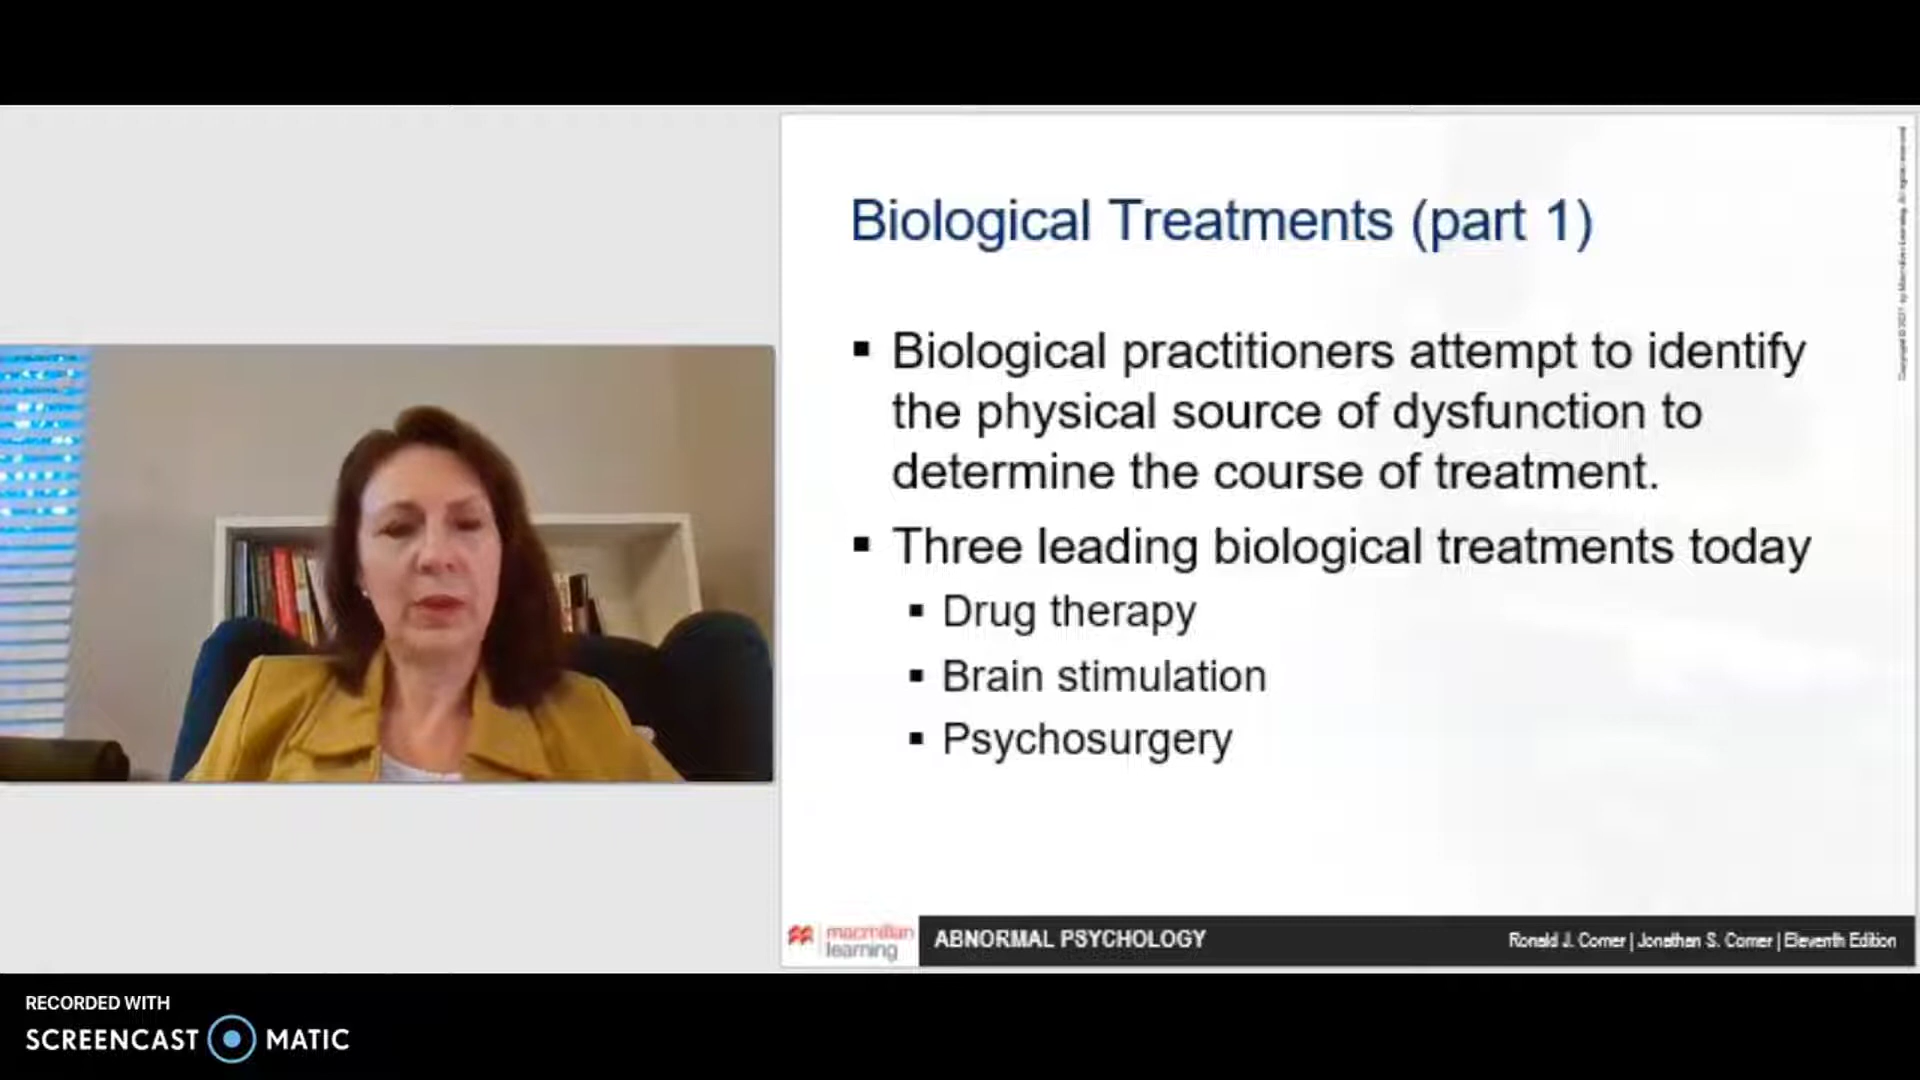 Biological Treatments (part 1)
▪ Biological practitioners attempt to identify
the physical source of dysfunction to
determine the course of treatment.
▪ Three leading biological treatments today
▪ Drug therapy
▪ Brain stimulation
▪ Psychosurgery
macmillan
learning
ABNORMAL PSYCHOLOGY
Ronald J. Comer | Jonathan S. Comer | Eleventh Edition
RECORDED WITH
SCREENCAST MATIC